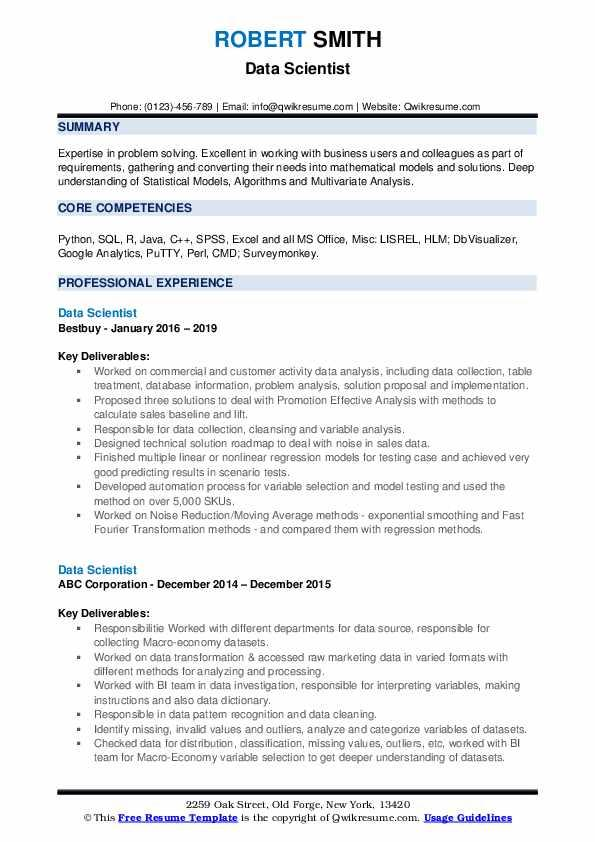 ROBERT SMITH
Data Scientist
Phone: (0123)-456-789 | Email: info@qwikresume.com | Website: Qwikresume.com
SUMMARY
Expertise in problem solving. Excellent in working with business users and colleagues as part of
requirements, gathering and converting their needs into mathematical models and solutions. Deep
understanding of Statistical Models, Algorithms and Multivariate Analysis.
CORE COMPETENCIES
Python, SQL, R, Java, C++, SPSS, Excel and all MS Office, Misc: LISREL, HLM; DbVisualizer,
Google Analytics, PuTTY, Perl, CMD; Surveymonkey.
PROFESSIONAL EXPERIENCE
Data Scientist
Bestbuy - January 2016 – 2019
Key Deliverables:
▪ Worked on commercial and customer activity data analysis, including data collection, table
treatment, database information, problem analysis, solution proposal and implementation.
▪ Proposed three solutions to deal with Promotion Effective Analysis with methods to
calculate sales baseline and lift.
▪ Responsible for data collection, cleansing and variable analysis.
▪ Designed technical solution roadmap to deal with noise in sales data.
▪ Finished multiple linear or nonlinear regression models for testing case and achieved very
good predicting results in scenario tests.
▪ Developed automation process for variable selection and model testing and used the
method on over 5,000 SKUs.
▪ Worked on Noise Reduction/Moving Average methods - exponential smoothing and Fast
Fourier Transformation methods - and compared them with regression methods.
Data Scientist
ABC Corporation - December 2014 – December 2015
Key Deliverables:
▪ Responsibilitie Worked with different departments for data source, responsible for
collecting Macro-economy datasets.
▪ Worked on data transformation & accessed raw marketing data in varied formats with
different methods for analyzing and processing.
▪ Worked with BI team in data investigation, responsible for interpreting variables, making
instructions and also data dictionary.
▪ Responsible in data pattern recognition and data cleaning.
▪ Identify missing, invalid values and outliers, analyze and categorize variables of datasets.
▪ Checked data for distribution, classification, missing values, outliers, etc, worked with BI
team for Macro-Economy variable selection to get deeper understanding of datasets.
2259 Oak Street, Old Forge, New York, 13420
© This Free Resume Template is the copyright of Qwikresume.com. Usage Guidelines